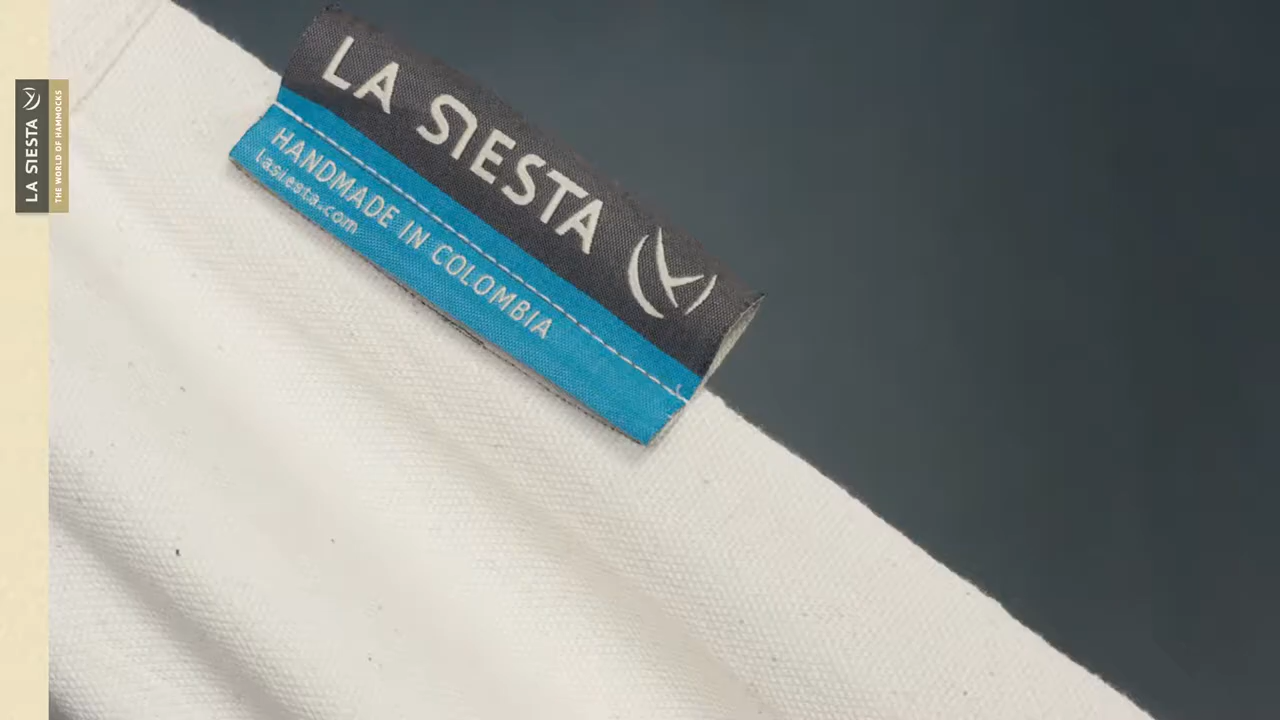 LA SIESTA
HANDMADE IN COLOMBIA
lasiesta.com
LA SIESTA
THE WORLD OF HAMMOCKS